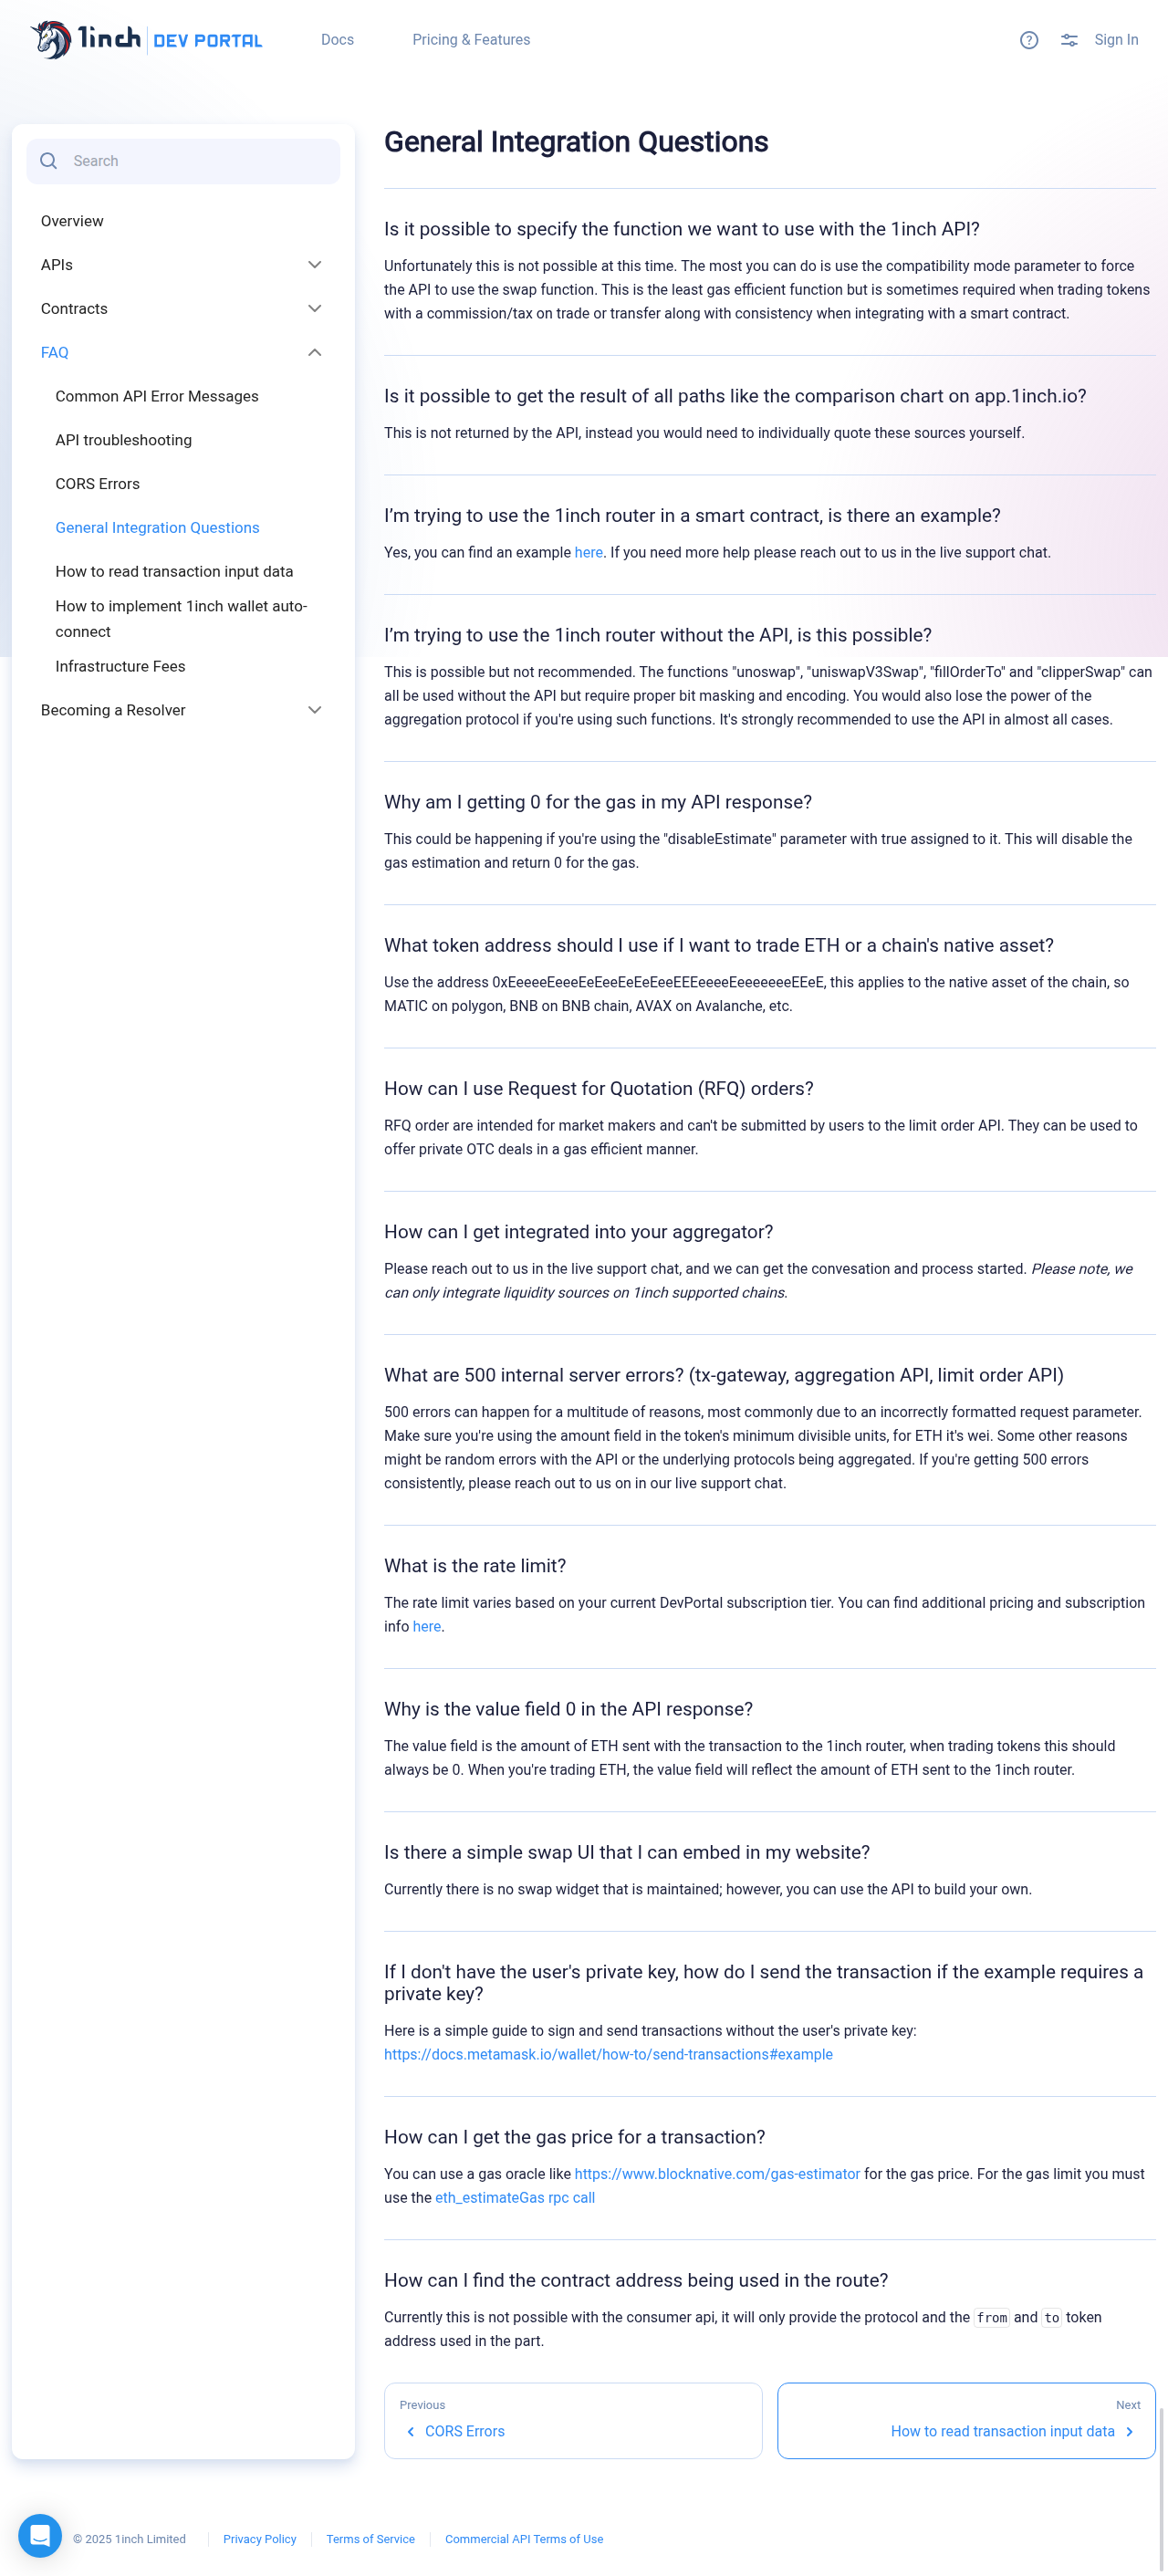 1inch DEV PORTAL
Docs
Pricing & Features
Sign In
Search
Overview
APIs
Contracts
FAQ
Common API Error Messages
API troubleshooting
CORS Errors
General Integration Questions
How to read transaction input data
How to implement 1inch wallet auto-
connect
Infrastructure Fees
Becoming a Resolver
General Integration Questions
Is it possible to specify the function we want to use with the 1inch API?
Unfortunately this is not possible at this time. The most you can do is use the compatibility mode parameter to force
the API to use the swap function. This is the least gas efficient function but is sometimes required when trading tokens
with a commission/tax on trade or transfer along with consistency when integrating with a smart contract.
Is it possible to get the result of all paths like the comparison chart on app.1inch.io?
This is not returned by the API, instead you would need to individually quote these sources yourself.
I’m trying to use the 1inch router in a smart contract, is there an example?
Yes, you can find an example here. If you need more help please reach out to us in the live support chat.
I’m trying to use the 1inch router without the API, is this possible?
This is possible but not recommended. The functions "unoswap", "uniswapV3Swap", "fillOrderTo" and "clipperSwap" can
all be used without the API but require proper bit masking and encoding. You would also lose the power of the
aggregation protocol if you're using such functions. It's strongly recommended to use the API in almost all cases.
Why am I getting 0 for the gas in my API response?
This could be happening if you're using the "disableEstimate" parameter with true assigned to it. This will disable the
gas estimation and return 0 for the gas.
What token address should I use if I want to trade ETH or a chain's native asset?
Use the address 0xEeeeeEeeeEeEeeEeEeEeeEEEeeeeEeeeeeeeEEeE, this applies to the native asset of the chain, so
MATIC on polygon, BNB on BNB chain, AVAX on Avalanche, etc.
How can I use Request for Quotation (RFQ) orders?
RFQ order are intended for market makers and can't be submitted by users to the limit order API. They can be used to
offer private OTC deals in a gas efficient manner.
How can I get integrated into your aggregator?
Please reach out to us in the live support chat, and we can get the convesation and process started. Please note, we
can only integrate liquidity sources on 1inch supported chains.
What are 500 internal server errors? (tx-gateway, aggregation API, limit order API)
500 errors can happen for a multitude of reasons, most commonly due to an incorrectly formatted request parameter.
Make sure you're using the amount field in the token's minimum divisible units, for ETH it's wei. Some other reasons
might be random errors with the API or the underlying protocols being aggregated. If you're getting 500 errors
consistently, please reach out to us on in our live support chat.
What is the rate limit?
The rate limit varies based on your current DevPortal subscription tier. You can find additional pricing and subscription
info here.
Why is the value field 0 in the API response?
The value field is the amount of ETH sent with the transaction to the 1inch router, when trading tokens this should
always be 0. When you're trading ETH, the value field will reflect the amount of ETH sent to the 1inch router.
Is there a simple swap UI that I can embed in my website?
Currently there is no swap widget that is maintained; however, you can use the API to build your own.
If I don't have the user's private key, how do I send the transaction if the example requires a
private key?
Here is a simple guide to sign and send transactions without the user's private key:
https://docs.metamask.io/wallet/how-to/send-transactions#example
How can I get the gas price for a transaction?
You can use a gas oracle like https://www.blocknative.com/gas-estimator for the gas price. For the gas limit you must
use the eth_estimateGas rpc call
How can I find the contract address being used in the route?
Currently this is not possible with the consumer api, it will only provide the protocol and the from and to token
address used in the part.
Previous
CORS Errors
Next
How to read transaction input data
© 2025 1inch Limited
Privacy Policy
Terms of Service
Commercial API Terms of Use